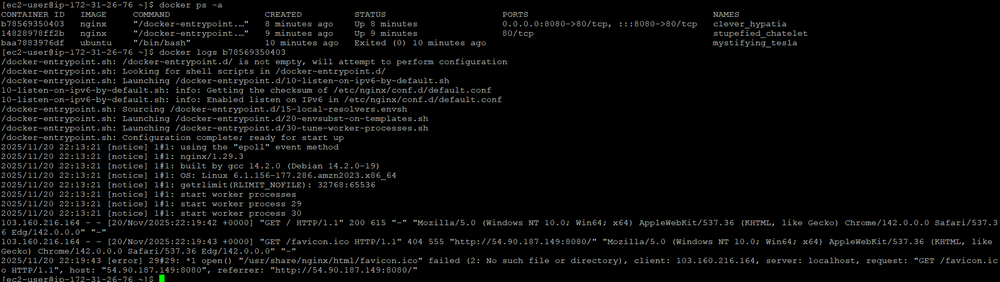 [ec2-user@ip-172-31-26-76 ~]$ docker ps -a
CONTAINER ID   IMAGE     COMMAND                  CREATED          STATUS                      PORTS                                   NAMES
b78569350403   nginx     "/docker-entrypoint.…"   8 minutes ago    Up 8 minutes                0.0.0.0:8080->80/tcp, :::8080->80/tcp   clever_hypatia
14828978ff2b   nginx     "/docker-entrypoint.…"   9 minutes ago    Up 9 minutes                80/tcp                                  stupefied_chatelet
baa7883976df   ubuntu    "/bin/bash"              10 minutes ago   Exited (0) 10 minutes ago                                           mystifying_tesla
[ec2-user@ip-172-31-26-76 ~]$ docker logs b78569350403
/docker-entrypoint.sh: /docker-entrypoint.d/ is not empty, will attempt to perform configuration
/docker-entrypoint.sh: Looking for shell scripts in /docker-entrypoint.d/
/docker-entrypoint.sh: Launching /docker-entrypoint.d/10-listen-on-ipv6-by-default.sh
10-listen-on-ipv6-by-default.sh: info: Getting the checksum of /etc/nginx/conf.d/default.conf
10-listen-on-ipv6-by-default.sh: info: Enabled listen on IPv6 in /etc/nginx/conf.d/default.conf
/docker-entrypoint.sh: Sourcing /docker-entrypoint.d/15-local-resolvers.envsh
/docker-entrypoint.sh: Launching /docker-entrypoint.d/20-envsubst-on-templates.sh
/docker-entrypoint.sh: Launching /docker-entrypoint.d/30-tune-worker-processes.sh
/docker-entrypoint.sh: Configuration complete; ready for start up
2025/11/20 22:13:21 [notice] 1#1: using the "epoll" event method
2025/11/20 22:13:21 [notice] 1#1: nginx/1.29.3
2025/11/20 22:13:21 [notice] 1#1: built by gcc 14.2.0 (Debian 14.2.0-19)
2025/11/20 22:13:21 [notice] 1#1: OS: Linux 6.1.156-177.286.amzn2023.x86_64
2025/11/20 22:13:21 [notice] 1#1: getrlimit(RLIMIT_NOFILE): 32768:65536
2025/11/20 22:13:21 [notice] 1#1: start worker processes
2025/11/20 22:13:21 [notice] 1#1: start worker process 29
2025/11/20 22:13:21 [notice] 1#1: start worker process 30
103.160.216.164 - - [20/Nov/2025:22:19:42 +0000] "GET / HTTP/1.1" 200 615 "-" "Mozilla/5.0 (Windows NT 10.0; Win64; x64) AppleWebKit/537.36 (KHTML, like Gecko) Chrome/142.0.0.0 Safari/537.3
6 Edg/142.0.0.0" "-"
103.160.216.164 - - [20/Nov/2025:22:19:43 +0000] "GET /favicon.ico HTTP/1.1" 404 555 "http://54.90.187.149:8080/" "Mozilla/5.0 (Windows NT 10.0; Win64; x64) AppleWebKit/537.36 (KHTML, like
Gecko) Chrome/142.0.0.0 Safari/537.36 Edg/142.0.0.0" "-"
2025/11/20 22:19:43 [error] 29#29: *1 open() "/usr/share/nginx/html/favicon.ico" failed (2: No such file or directory), client: 103.160.216.164, server: localhost, request: "GET /favicon.ic
o HTTP/1.1", host: "54.90.187.149:8080", referrer: "http://54.90.187.149:8080/"
[ec2-user@ip-172-31-26-76 ~]$